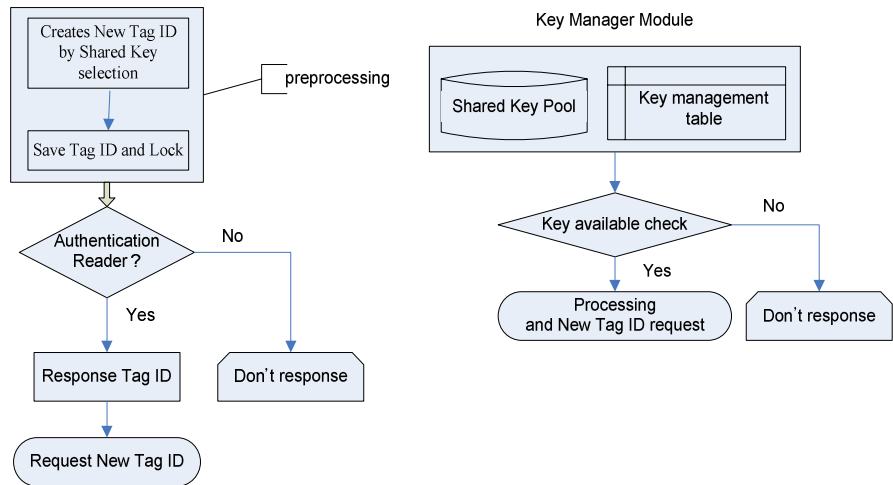 Creates New Tag ID
by Shared Key
selection
Save Tag ID and Lock
preprocessing
Authentication
Reader?
No
Yes
Response Tag ID
Don't response
Request New Tag ID
Key Manager Module
Shared Key Pool
Key management
table
Key available check
No
Yes
Processing
and New Tag ID request
Don't response